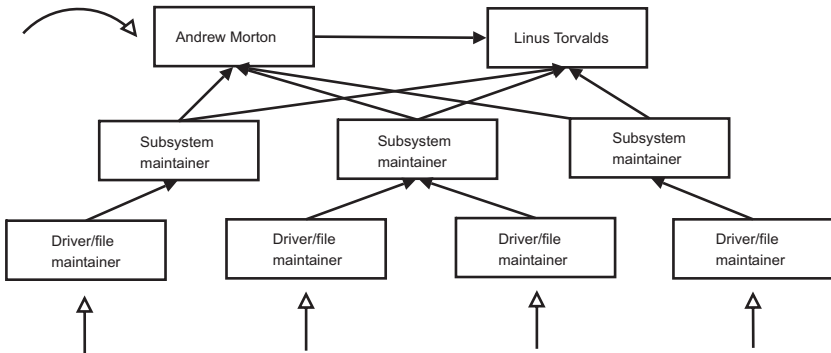 Andrew Morton
Linus Torvalds
Subsystem
maintainer
Subsystem
maintainer
Subsystem
maintainer
Driver/file
maintainer
Driver/file
maintainer
Driver/file
maintainer
Driver/file
maintainer